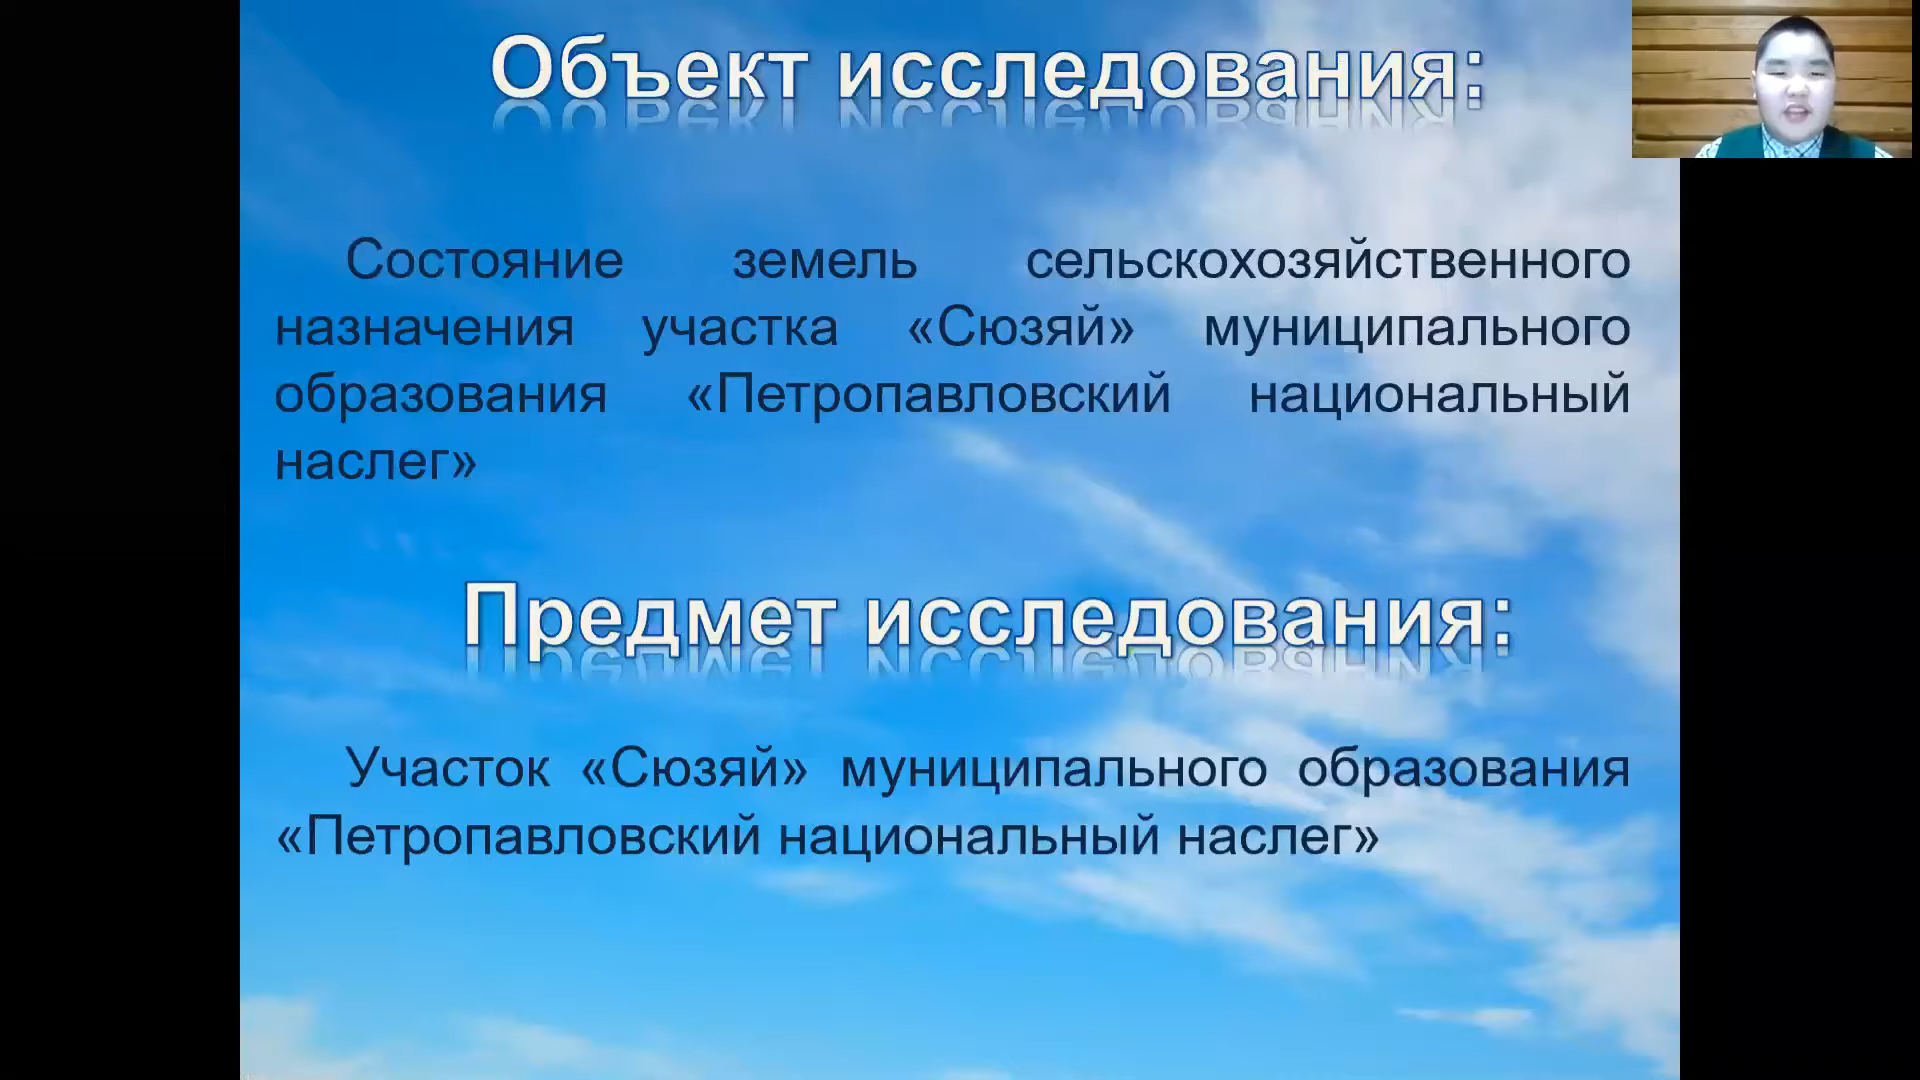 Объект исследования:
Состояние земель сельскохозяйственного
назначения участка «Сюзяй» муниципального
образования «Петропавловский национальный
наслег»
Предмет исследования:
Участок «Сюзяй» муниципального образования
«Петропавловский национальный наслег»